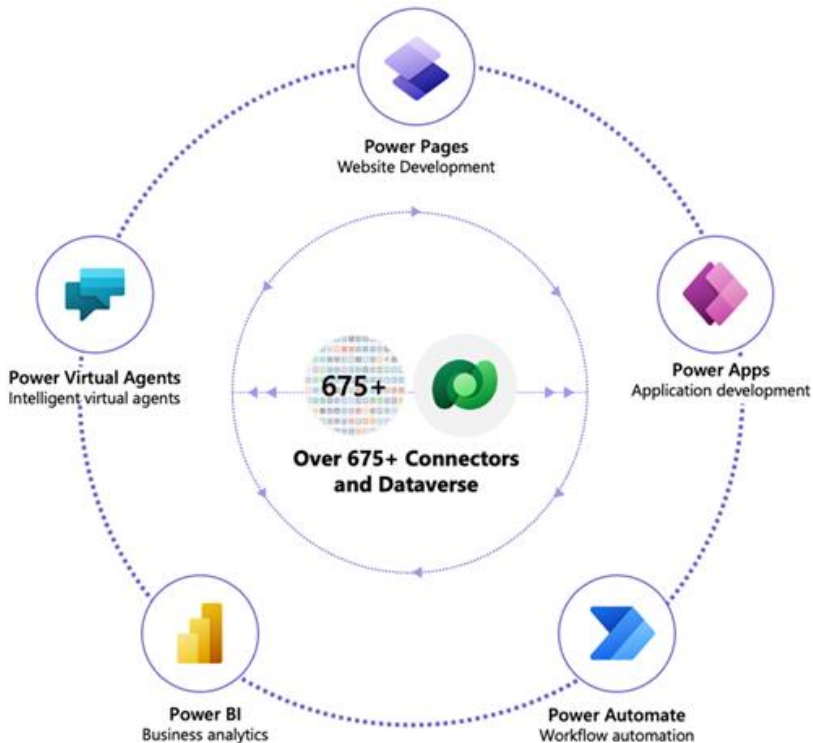 Power Pages
Website Development
Power Virtual Agents
Intelligent virtual agents
Power Apps
Application development
675+
Over 675+ Connectors
and Dataverse
Power BI
Business analytics
Power Automate
Workflow automation